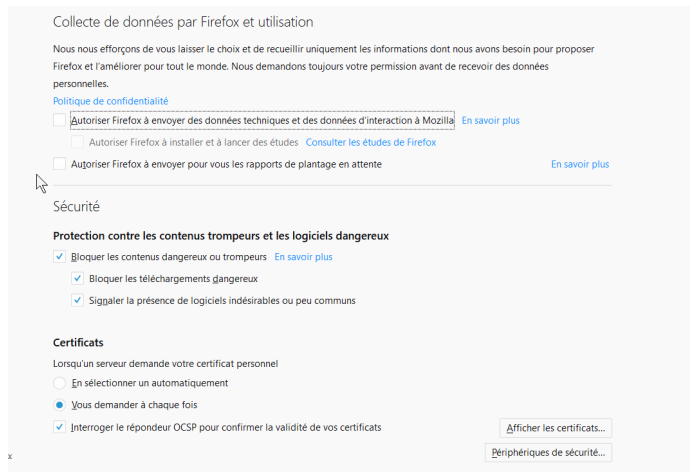 Collecte de données par Firefox et utilisation
Nous nous efforçons de vous laisser le choix et de recueillir uniquement les informations dont nous avons besoin pour proposer
Firefox et l'améliorer pour tout le monde. Nous demandons toujours votre permission avant de recevoir des données
personnelles.
Politique de confidentialité
Autoriser Firefox à envoyer des données techniques et des données d'interaction à Mozilla En savoir plus
Autoriser Firefox à installer et à lancer des études Consulter les études de Firefox
Autoriser Firefox à envoyer pour vous les rapports de plantage en attente En savoir plus
Sécurité
Protection contre les contenus trompeurs et les logiciels dangereux
Bloquer les contenus dangereux ou trompeurs En savoir plus
Bloquer les téléchargements dangereux
Signaler la présence de logiciels indésirables ou peu communs
Certificats
Lorsqu'un serveur demande votre certificat personnel
En sélectionner un automatiquement
Vous demander à chaque fois
Interroger le répondeur OCSP pour confirmer la validité de vos certificats Afficher les certificats...
Périphériques de sécurité...
x